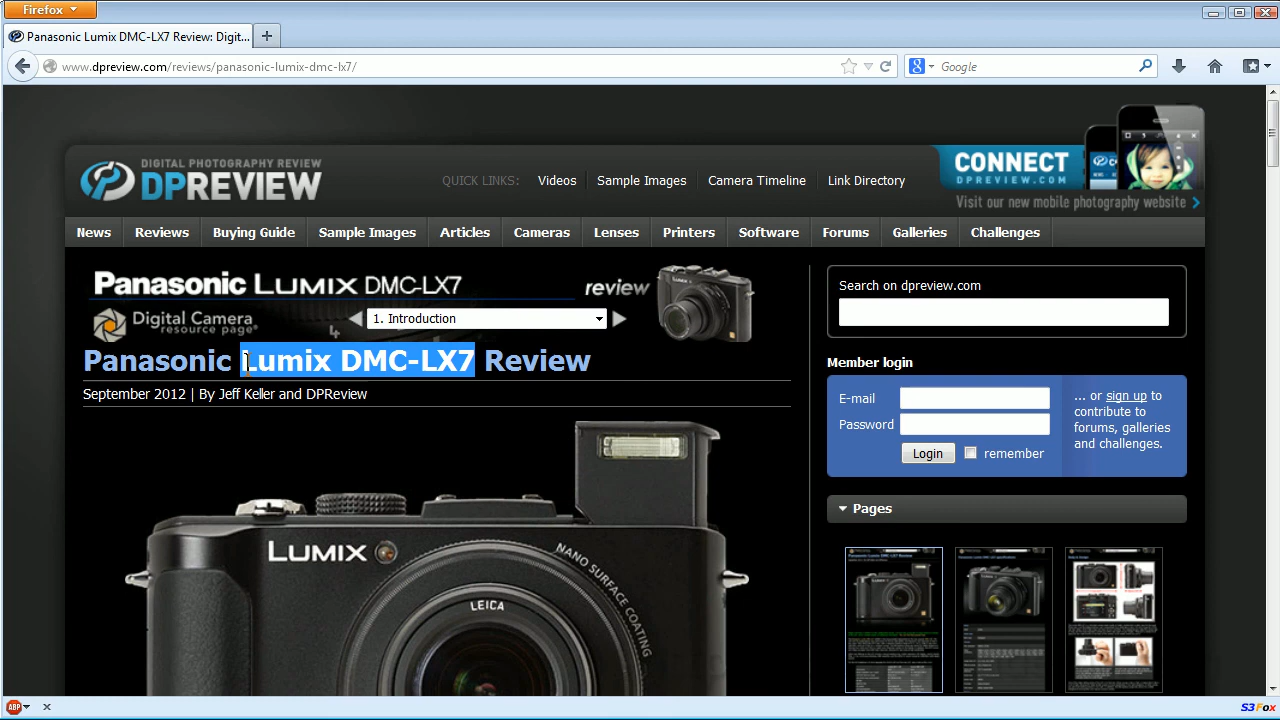 Firefox
Panasonic Lumix DMC-LX7 Review: Digit...
www.dpreview.com/reviews/panasonic-lumix-dmc-lx7/
Google
DIGITAL PHOTOGRAPHY REVIEW
DPREVIEW
QUICK LINKS: Videos Sample Images Camera Timeline Link Directory
CONNECT
DPREVIEW.COM
Visit our new mobile photography website
News Reviews Buying Guide Sample Images Articles Cameras Lenses Printers Software Forums Galleries Challenges
Panasonic LUMIX DMC-LX7 review
Digital Camera
resource page
1. Introduction
Search on dpreview.com
Panasonic Lumix DMC-LX7 Review
September 2012 | By Jeff Keller and DPReview
Member login
E-mail
Password
Login
remember
... or sign up to
contribute to
forums, galleries
and challenges.
Pages
LUMIX
NANO SURFACE COATING
LEICA
ABP
S3Fox